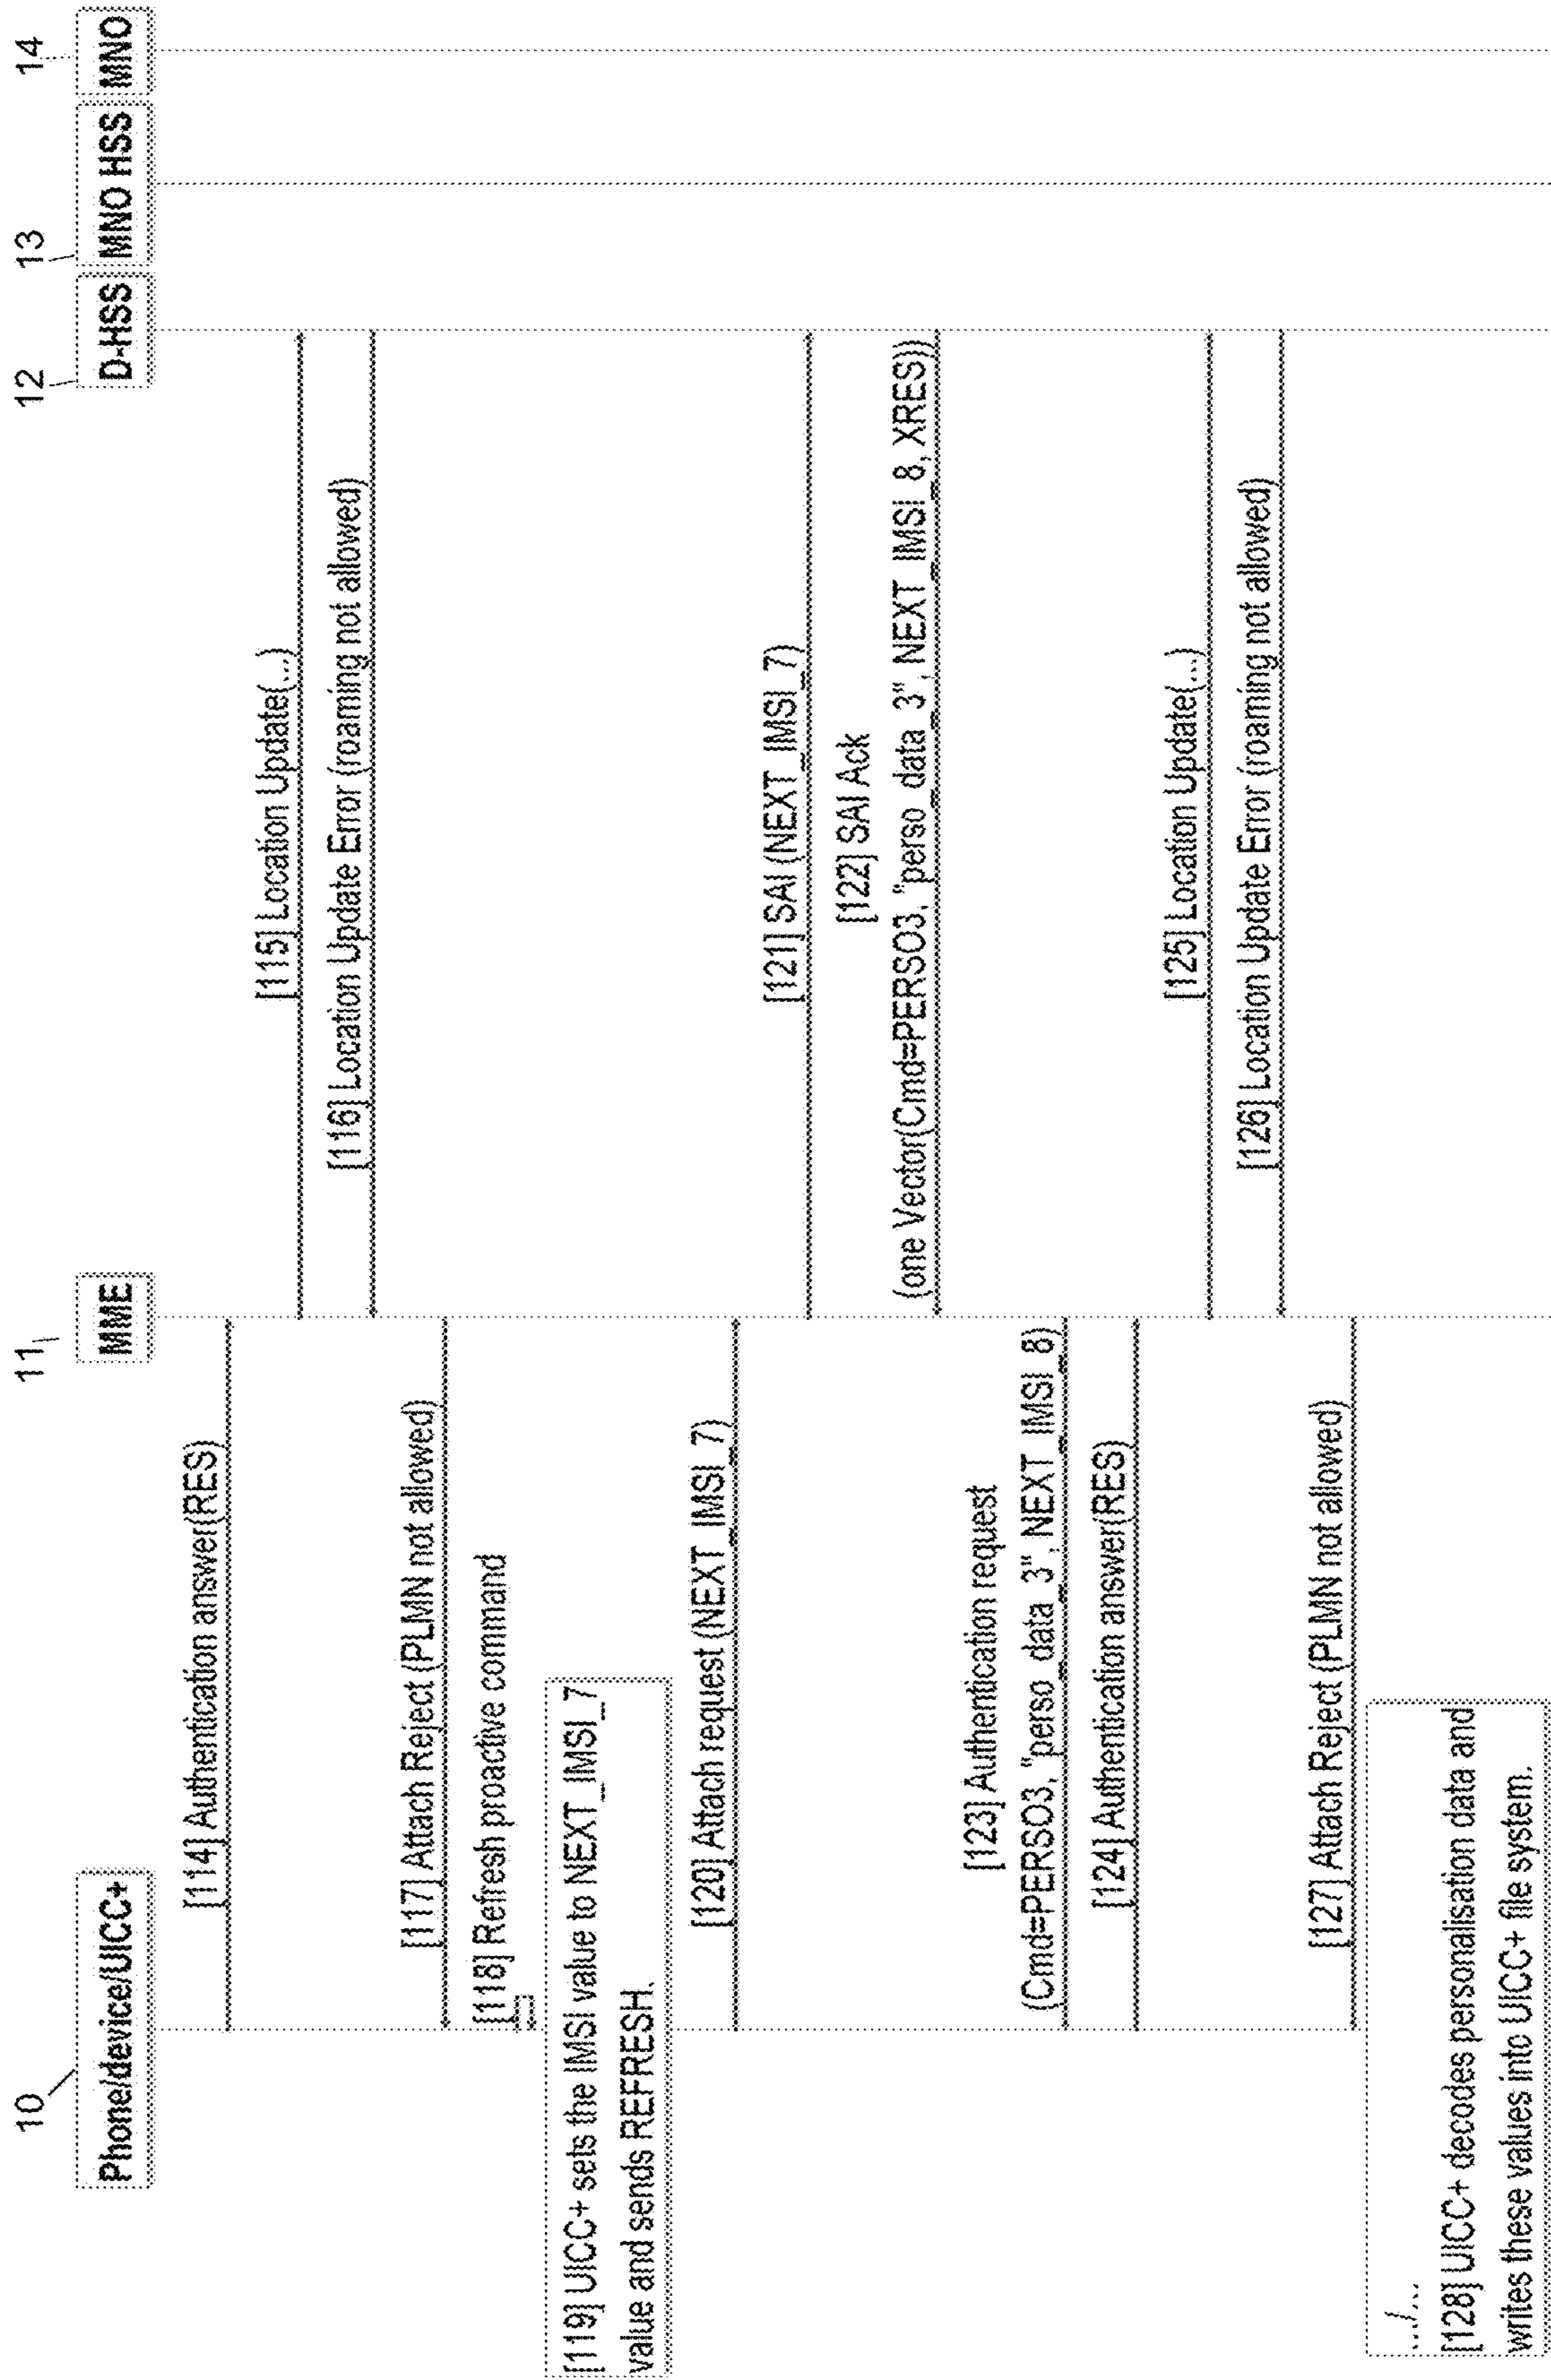 10
11
12
13
14
Phone/device/UICC+
MME
D-HSS
MNO HSS
MNO
[114] Authentication answer(RES)
[115] Location Update(...)
[116] Location Update Error (roaming not allowed)
[117] Attach Reject (PLMN not allowed)
[118] Refresh proactive command
[119] UICC+ sets the IMSI value to NEXT_IMSI_7
value and sends REFRESH.
[120] Attach request (NEXT_IMSI_7)
[121] SAI (NEXT_IMSI_7)
[122] SAI Ack
(one Vector(Cmd=PERSO3, "perso_data_3", NEXT_IMSI_8, XRES))
[123] Authentication request
(Cmd=PERSO3, "perso_data_3", NEXT_IMSI_8)
[124] Authentication answer(RES)
[125] Location Update(...)
[126] Location Update Error (roaming not allowed)
[127] Attach Reject (PLMN not allowed)
.../...
[128] UICC+ decodes personalisation data and
writes these values into UICC+ file system.